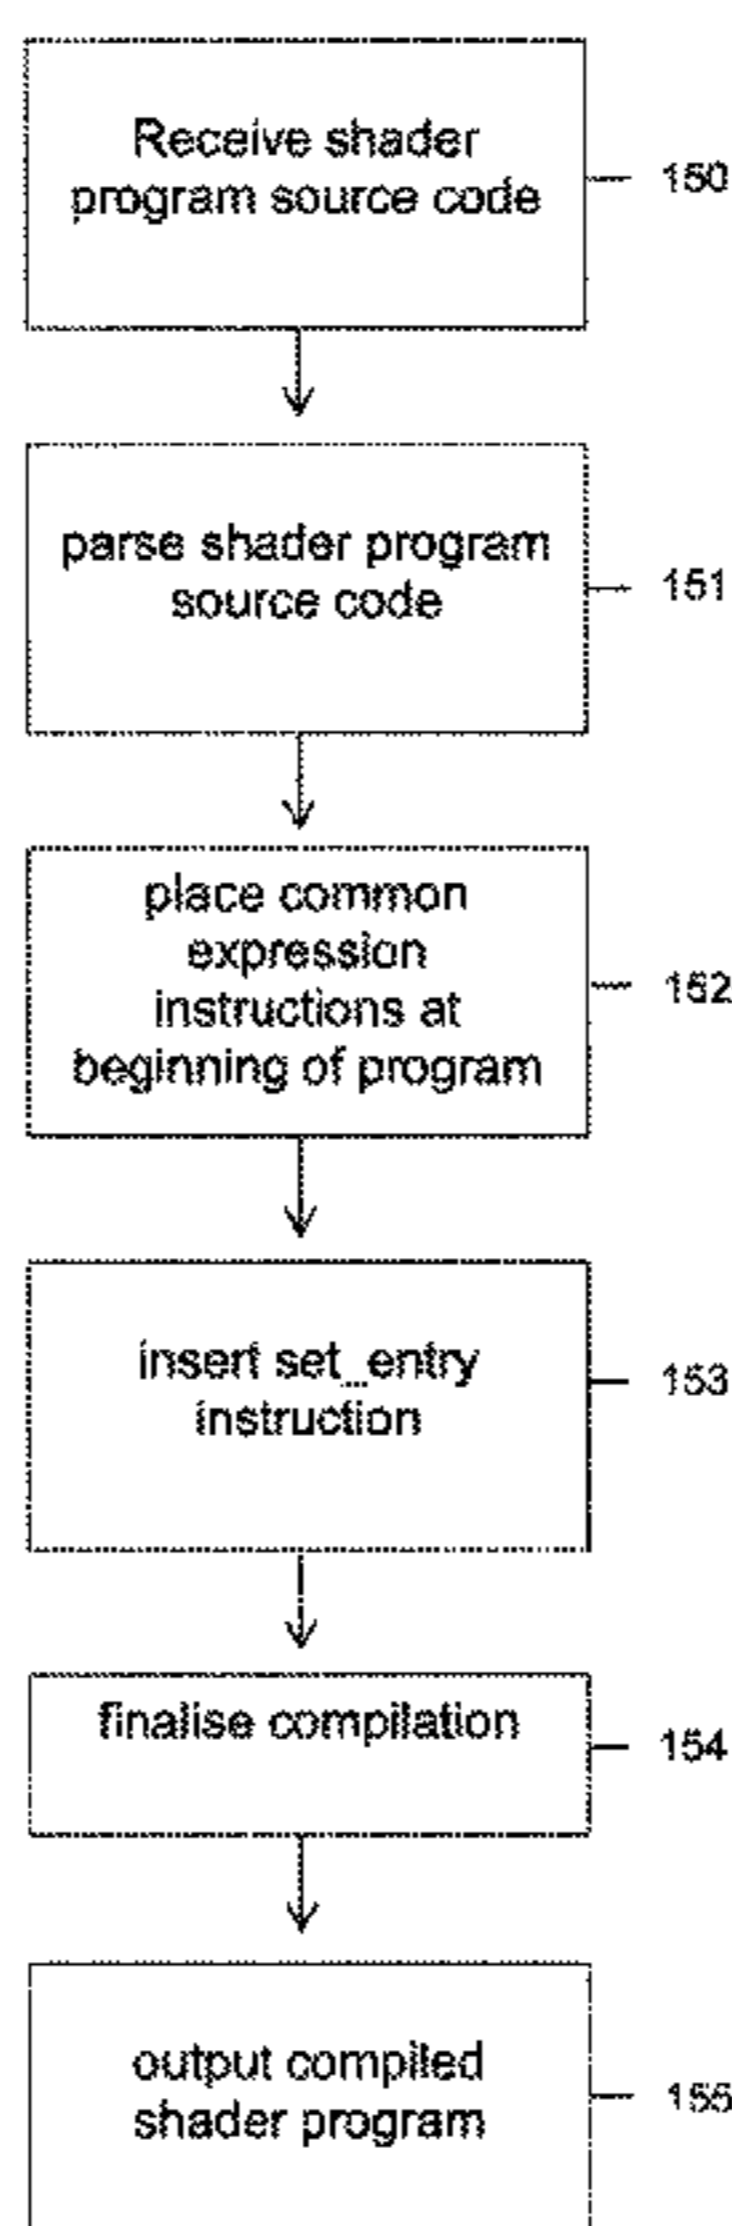 Receive shader
program source code
150
parse shader program
source code
151
place common
expression
instructions at
beginning of program
152
insert set_entry
instruction
153
finalise compilation
154
output compiled
shader program
155